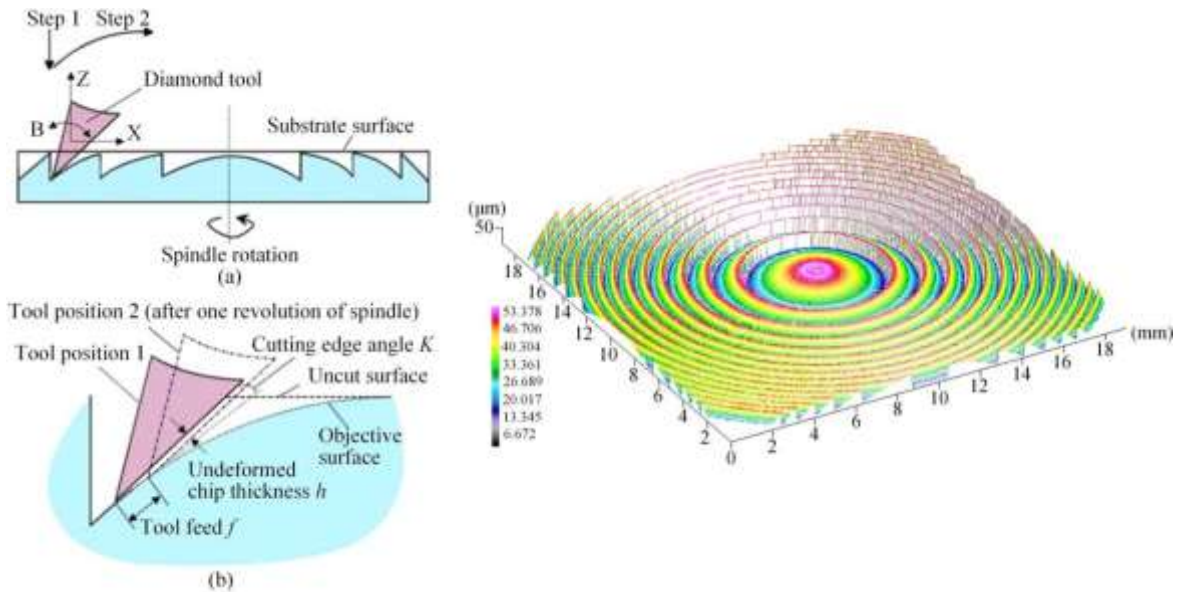 Step 1 Step 2
Z
Diamond tool
B
X
Substrate surface
Spindle rotation
(a)
Tool position 2 (after one revolution of spindle)
Cutting edge angle K
Tool position 1
Uncut surface
Objective
surface
Undeformed
chip thickness h
Tool feed f
(b)
(μm)
50
18
16
14
12
10
8
6
4
2
0
2
4
6
8
10
12
14
16
18
(mm)
53.378
46.706
40.304
33.361
26.689
20.017
13.345
6.672